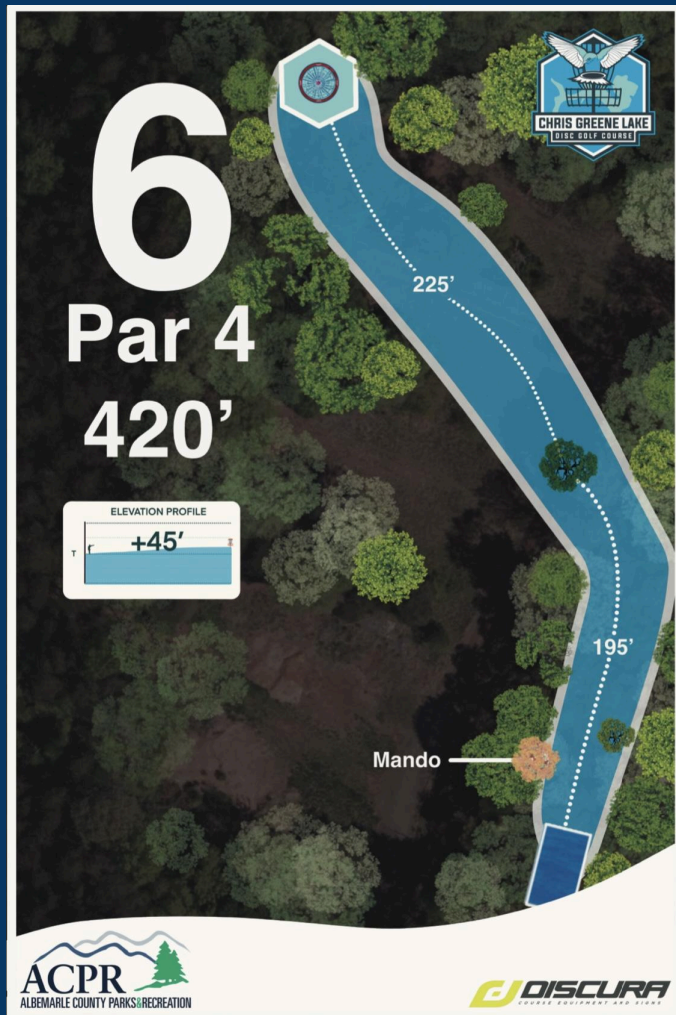 6
Par 4
420’
CHRIS GREENE LAKE
DISC GOLF COURSE
225’
ELEVATION PROFILE
+45’
T
195’
Mando
ACPR
ALBEMARLE COUNTY PARKS&RECREATION
DISCURA
COURSE EQUIPMENT AND SIGNS